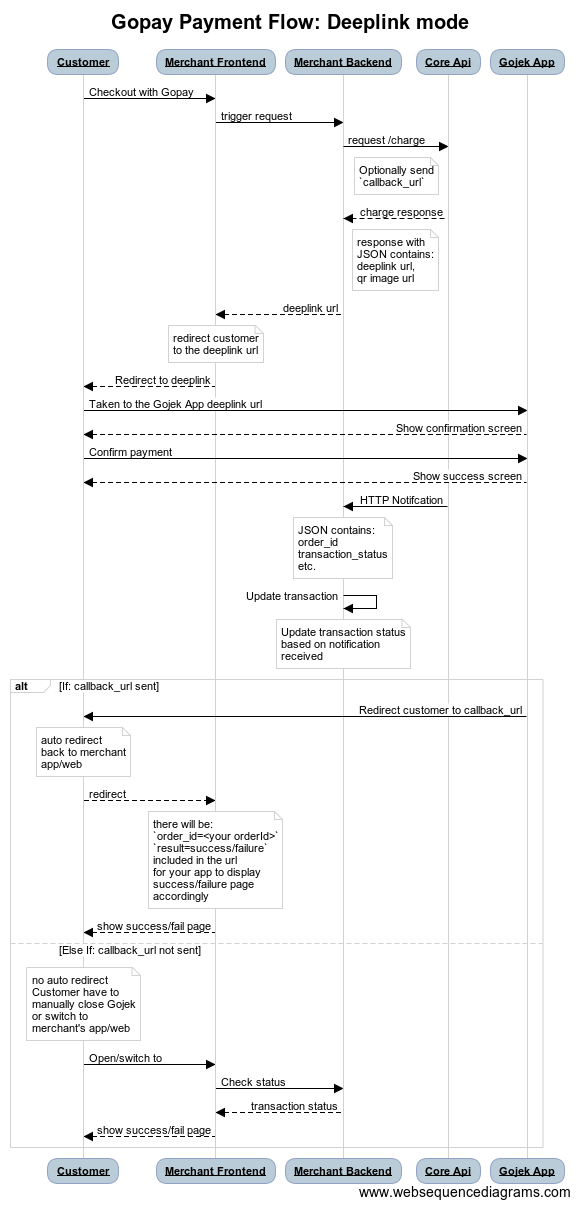 Gopay Payment Flow: Deeplink mode
Customer
Merchant Frontend
Merchant Backend
Core Api
Gojek App
Checkout with Gopay
trigger request
request /charge
Optionally send
`callback_url`
charge response
response with
JSON contains:
deeplink url,
qr image url
deeplink url
redirect customer
to the deeplink url
Redirect to deeplink
Taken to the Gojek App deeplink url
Show confirmation screen
Confirm payment
Show success screen
HTTP Notifcation
JSON contains:
order_id
transaction_status
etc.
Update transaction
Update transaction status
based on notification
received
alt
[If: callback_url sent]
Redirect customer to callback_url
auto redirect
back to merchant
app/web
redirect
there will be:
`order_id=<your orderId>`
`result=success/failure`
included in the url
for your app to display
success/failure page
accordingly
show success/fail page
[Else If: callback_url not sent]
no auto redirect
Customer have to
manually close Gojek
or switch to
merchant's app/web
Open/switch to
Check status
transaction status
show success/fail page
Customer
Merchant Frontend
Merchant Backend
Core Api
Gojek App
www.websequencediagrams.com